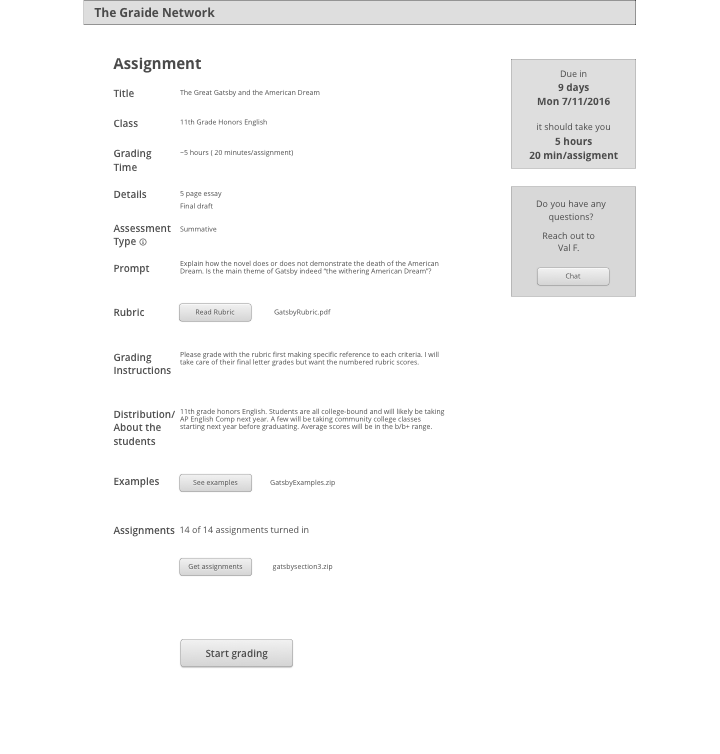 The Graide Network
Assignment
Title
The Great Gatsby and the American Dream
Class
11th Grade Honors English
Grading
Time
~5 hours ( 20 minutes/assignment)
Details
5 page essay
Final draft
Assessment
Type
Summative
Prompt
Explain how the novel does or does not demonstrate the death of the American
Dream. Is the main theme of Gatsby indeed "the withering American Dream"?
Rubric
Read Rubric
GatsbyRubric.pdf
Grading
Instructions
Please grade with the rubric first making specific reference to each criteria. I will
take care of their final letter grades but want the numbered rubric scores.
Distribution/
About the
students
11th grade honors English. Students are all college-bound and will likely be taking
AP English Comp next year. A few will be taking community college classes
starting next year before graduating. Average scores will be in the b/b+ range.
Examples
See examples
GatsbyExamples.zip
Assignments
14 of 14 assignments turned in
Get assignments
gatsbysection3.zip
Start grading
Due in
9 days
Mon 7/11/2016
it should take you
5 hours
20 min/assigment
Do you have any
questions?
Reach out to
Val F.
Chat